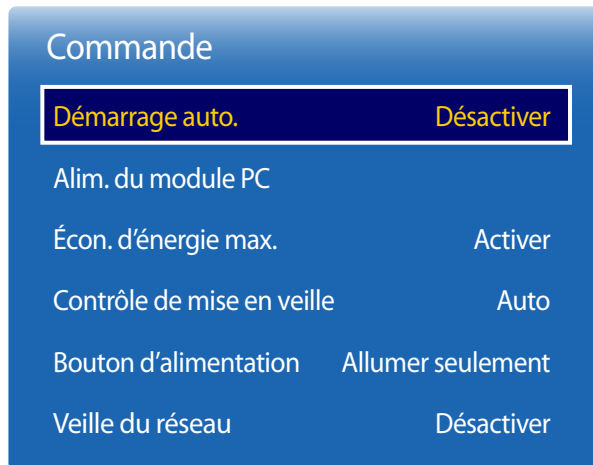 Commande
Démarrage auto. Désactiver
Alim. du module PC
Écon. d’énergie max. Activer
Contrôle de mise en veille Auto
Bouton d’alimentation Allumer seulement
Veille du réseau Désactiver